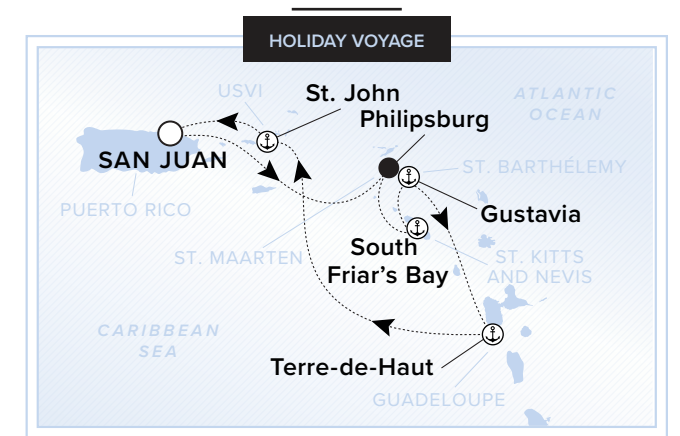 HOLIDAY VOYAGE
USVI
St. John
ATLANTIC
OCEAN
Philipsburg
SAN JUAN
ST. BARTHÉLEMY
PUERTO RICO
Gustavia
ST. MAARTEN
South
Friar's Bay
ST. KITTS
AND NEVIS
CARIBBEAN
SEA
Terre-de-Haut
GUADELOUPE